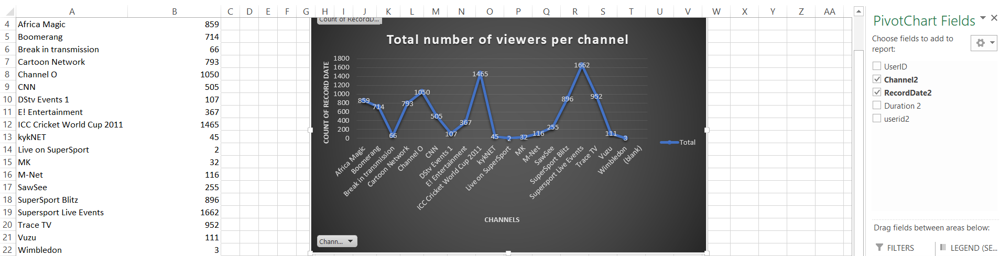 A B C D E F G H I J K L M N O P Q R S T U V W X Y Z AA
4 Africa Magic 859
5 Boomerang 714
6 Break in transmission 66
7 Cartoon Network 793
8 Channel O 1050
9 CNN 505
10 DStv Events 1 107
11 E! Entertainment 367
12 ICC Cricket World Cup 2011 1465
13 kykNET 45
14 Live on SuperSport 2
15 MK 32
16 M-Net 116
17 SawSee 255
18 SuperSport Blitz 896
19 Supersport Live Events 1662
20 Trace TV 952
21 Vuzu 111
22 Wimbledon 3
Count of RecordD...
Total number of viewers per channel
COUNT OF RECORD DATE
1800
1600
1400
1200
1000
800
600
400
200
0
859
714
66
793
1050
505
107
367
1465
45
2
32
116
255
896
1662
952
111
3
Africa Magic
Boomerang
Break in transmission
Cartoon Network
Channel O
CNN
DStv Events 1
E! Entertainment
ICC Cricket World Cup 2011
kykNET
Live on SuperSport
MK
M-Net
SawSee
SuperSport Blitz
Supersport Live Events
Trace TV
Vuzu
Wimbledon
(blank)
Total
CHANNELS
Chann...
PivotChart Fields
Choose fields to add to
report:
UserID
Channel2
RecordDate2
Duration 2
userid2
Drag fields between areas below:
FILTERS
LEGEND (SE...